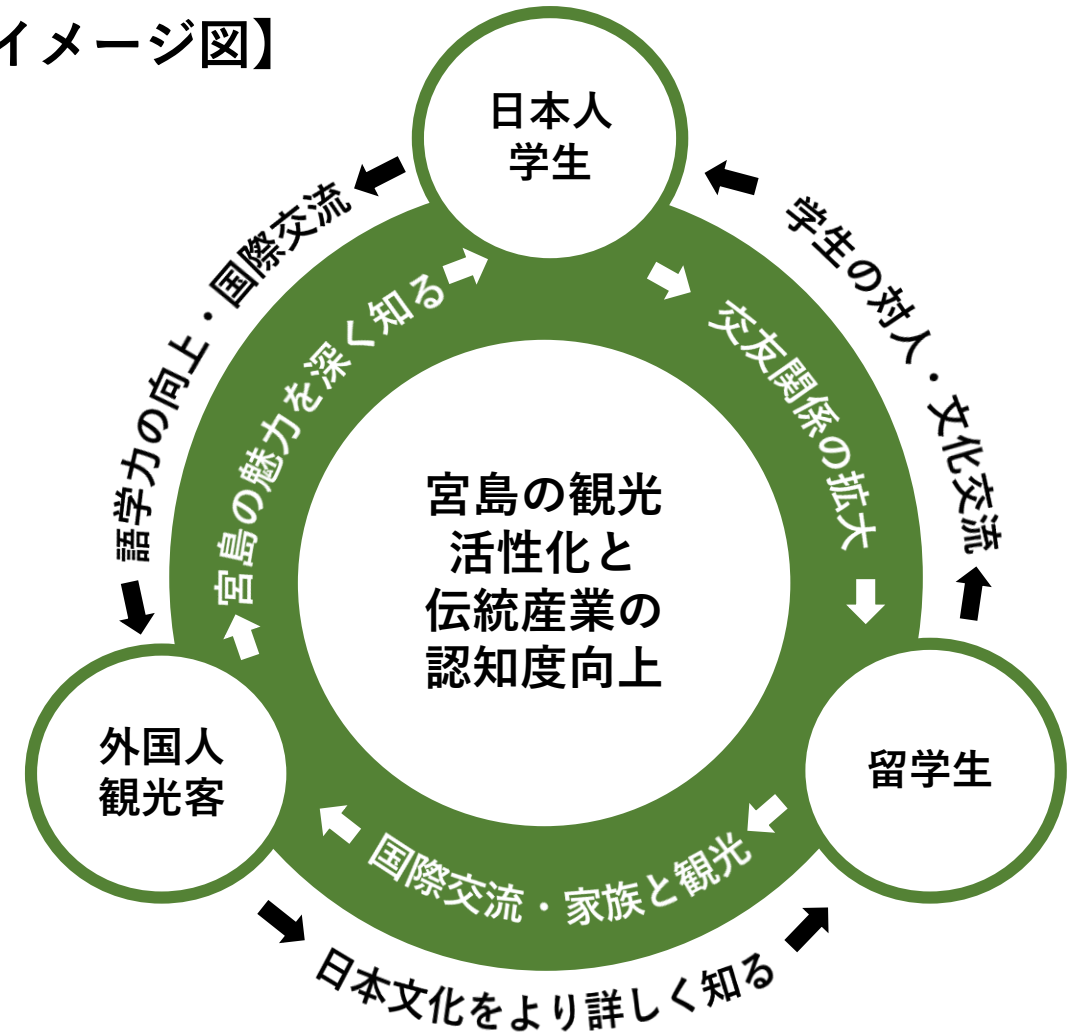 イメージ図】
日本人
学生
語学力の向上・国際交流
宮島の魅力を深く知る
交友関係の拡大
学生の対人・文化交流
宮島の観光
活性化と
伝統産業の
認知度向上
外国人
観光客
留学生
国際交流・家族と観光
日本文化をより詳しく知る